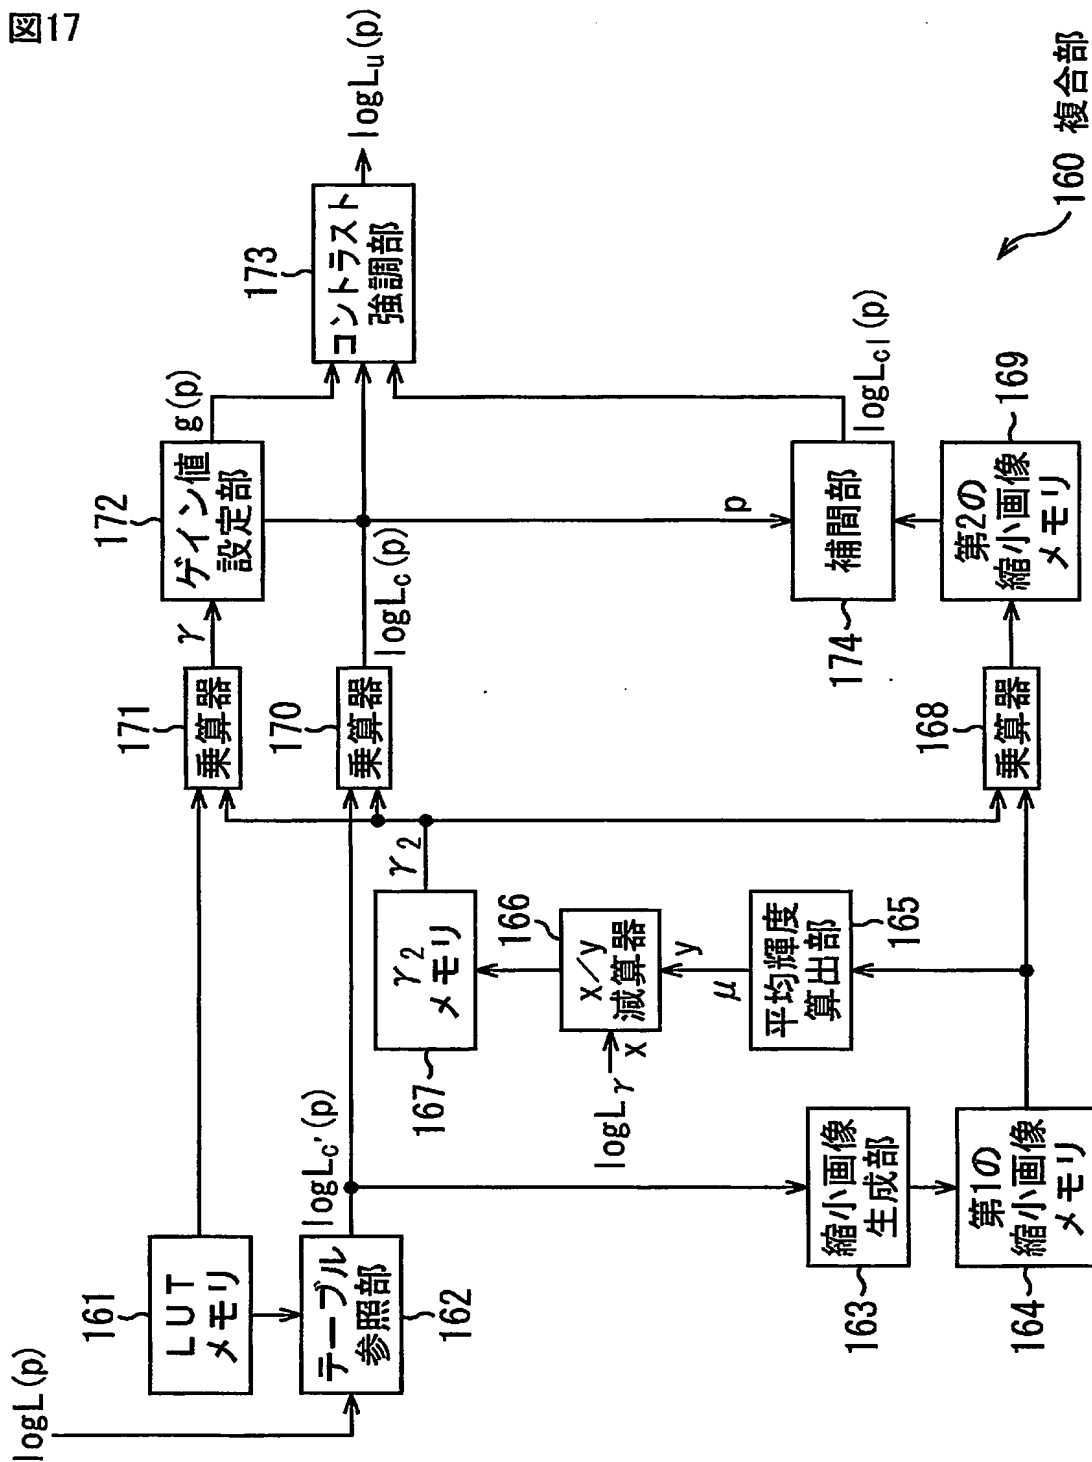 図17
logL(p)
161
LUT
メモリ
テーブル
参照部
162
logLc'(p)
縮小画像
生成部
163
第1の
縮小画像
メモリ
164
平均輝度
算出部
165
μ
y
x/y
減算器
166
logLγ
x
γ2
メモリ
167
γ2
乗算器
171
γ
乗算器
170
logLc(p)
乗算器
168
ゲイン値
設定部
172
g(p)
p
補間部
174
logLcl(p)
第2の
縮小画像
メモリ
169
コントラスト
強調部
173
logLu(p)
160 複合部